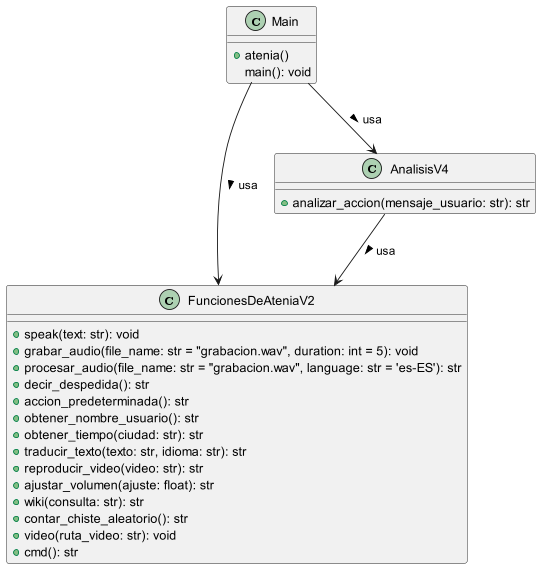 C Main
atenia()
main(): void
usa
usa
C AnalisisV4
analizar_accion(mensaje_usuario: str): str
usa
C FuncionesDeAteniaV2
speak(text: str): void
grabar_audio(file_name: str = "grabacion.wav", duration: int = 5): void
procesar_audio(file_name: str = "grabacion.wav", language: str = 'es-ES'): str
decir_despedida(): str
accion_predeterminada(): str
obtener_nombre_usuario(): str
obtener_tiempo(ciudad: str): str
traducir_texto(texto: str, idioma: str): str
reproducir_video(video: str): str
ajustar_volumen(ajuste: float): str
wiki(consulta: str): str
contar_chiste_aleatorio(): str
video(ruta_video: str): void
cmd(): str